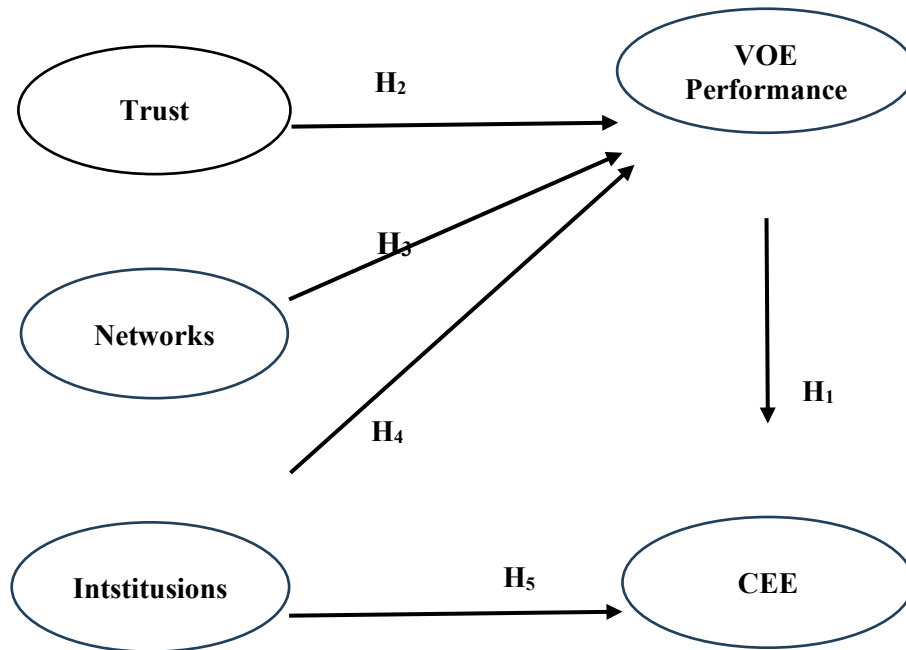 VOE
Performance
H₂
Trust
H₃
Networks
H₁
H₄
Intstitusions
H₅
CEE